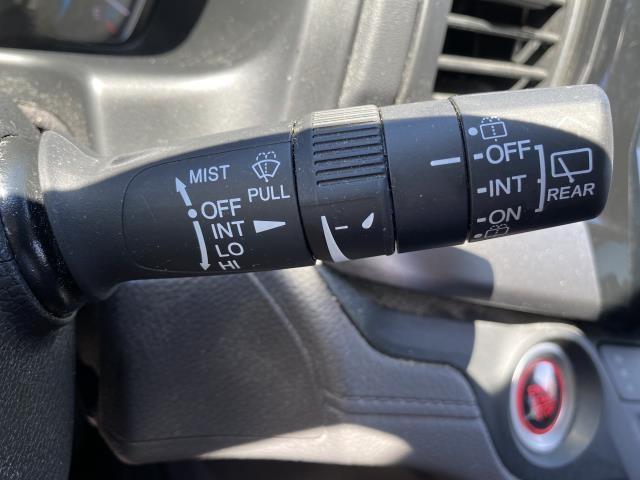 MIST
PULL
OFF
INT
LO
HI
OFF
INT
ON
REAR